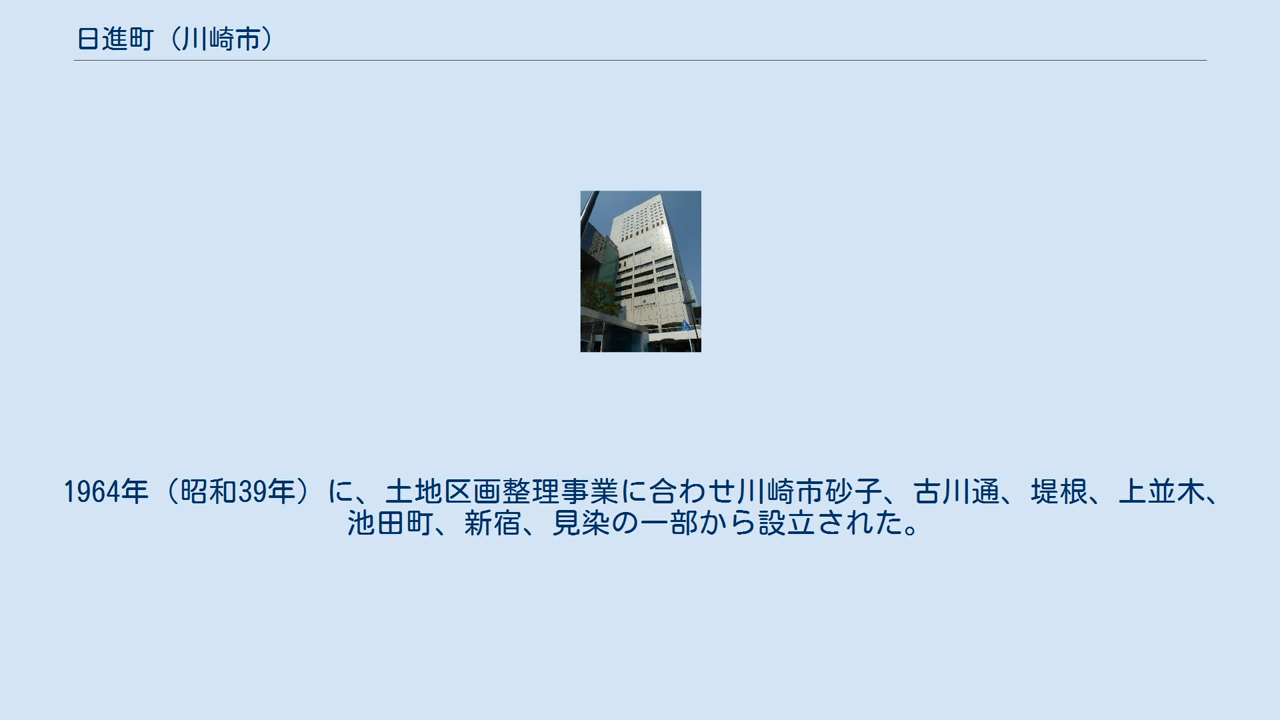 日進町（川崎市）
1964年（昭和39年）に、土地区画整理事業に合わせ川崎市砂子、古川通、堤根、上並木、
池田町、新宿、見染の一部から設立された。